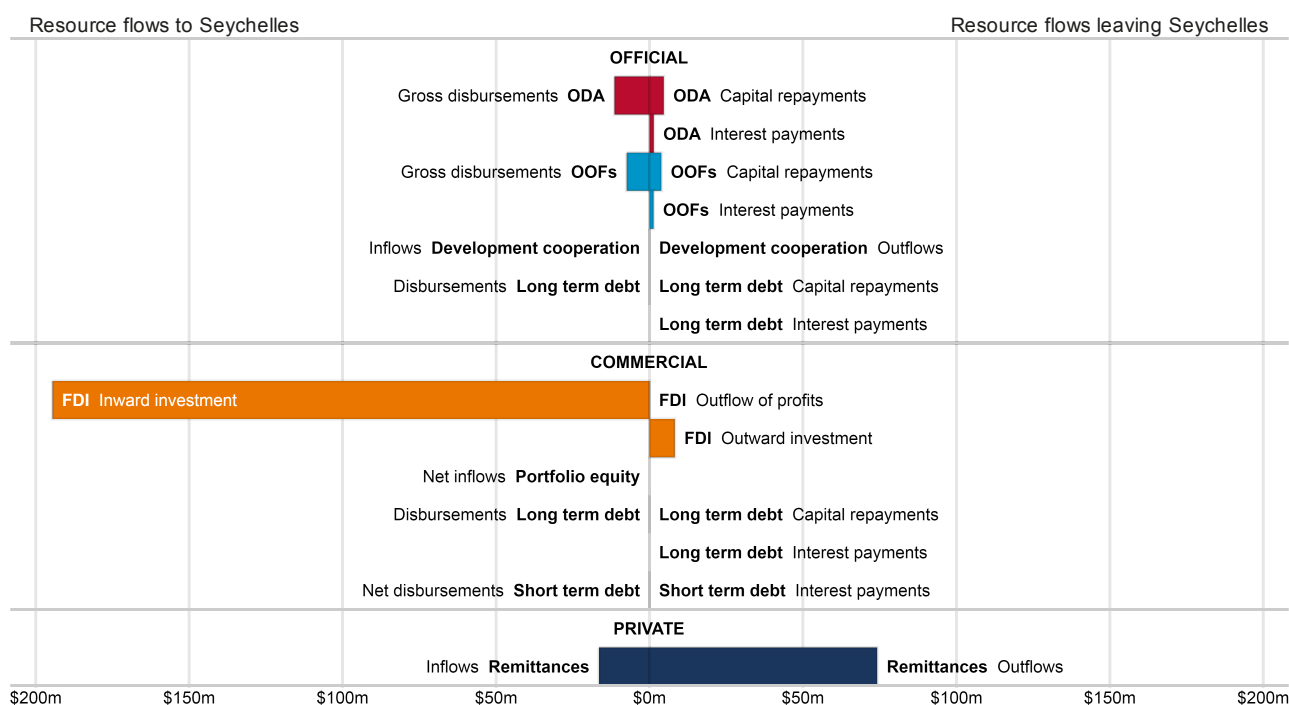 Resource flows to Seychelles Resource flows leaving Seychelles
OFFICIAL
Gross disbursements ODA ODA Capital repayments
ODA Interest payments
Gross disbursements OOFs OOFs Capital repayments
OOFs Interest payments
Inflows Development cooperation Development cooperation Outflows
Disbursements Long term debt Long term debt Capital repayments
Long term debt Interest payments
COMMERCIAL
FDI Inward investment FDI Outflow of profits
FDI Outward investment
Net inflows Portfolio equity
Disbursements Long term debt Long term debt Capital repayments
Long term debt Interest payments
Net disbursements Short term debt Short term debt Interest payments
PRIVATE
Inflows Remittances Remittances Outflows
$200m $150m $100m $50m $0m $50m $100m $150m $200m